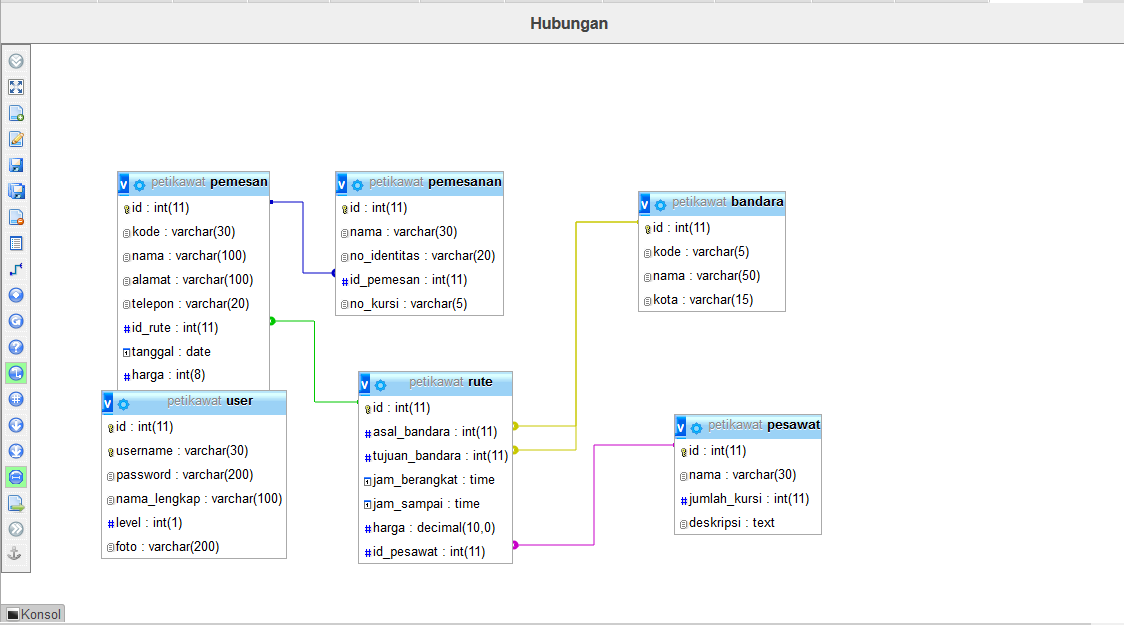 Hubungan
petikawat pemesan
id : int(11)
kode : varchar(30)
nama : varchar(100)
alamat : varchar(100)
telepon : varchar(20)
id_rute : int(11)
tanggal : date
harga : int(8)
petikawat pemesanan
id : int(11)
nama : varchar(30)
no_identitas : varchar(20)
id_pemesan : int(11)
no_kursi : varchar(5)
petikawat bandara
id : int(11)
kode : varchar(5)
nama : varchar(50)
kota : varchar(15)
petikawat user
id : int(11)
username : varchar(30)
password : varchar(200)
nama_lengkap : varchar(100)
level : int(1)
foto : varchar(200)
petikawat rute
id : int(11)
asal_bandara : int(11)
tujuan_bandara : int(11)
jam_berangkat : time
jam_sampai : time
harga : decimal(10,0)
id_pesawat : int(11)
petikawat pesawat
id : int(11)
nama : varchar(30)
jumlah_kursi : int(11)
deskripsi : text
Konsol